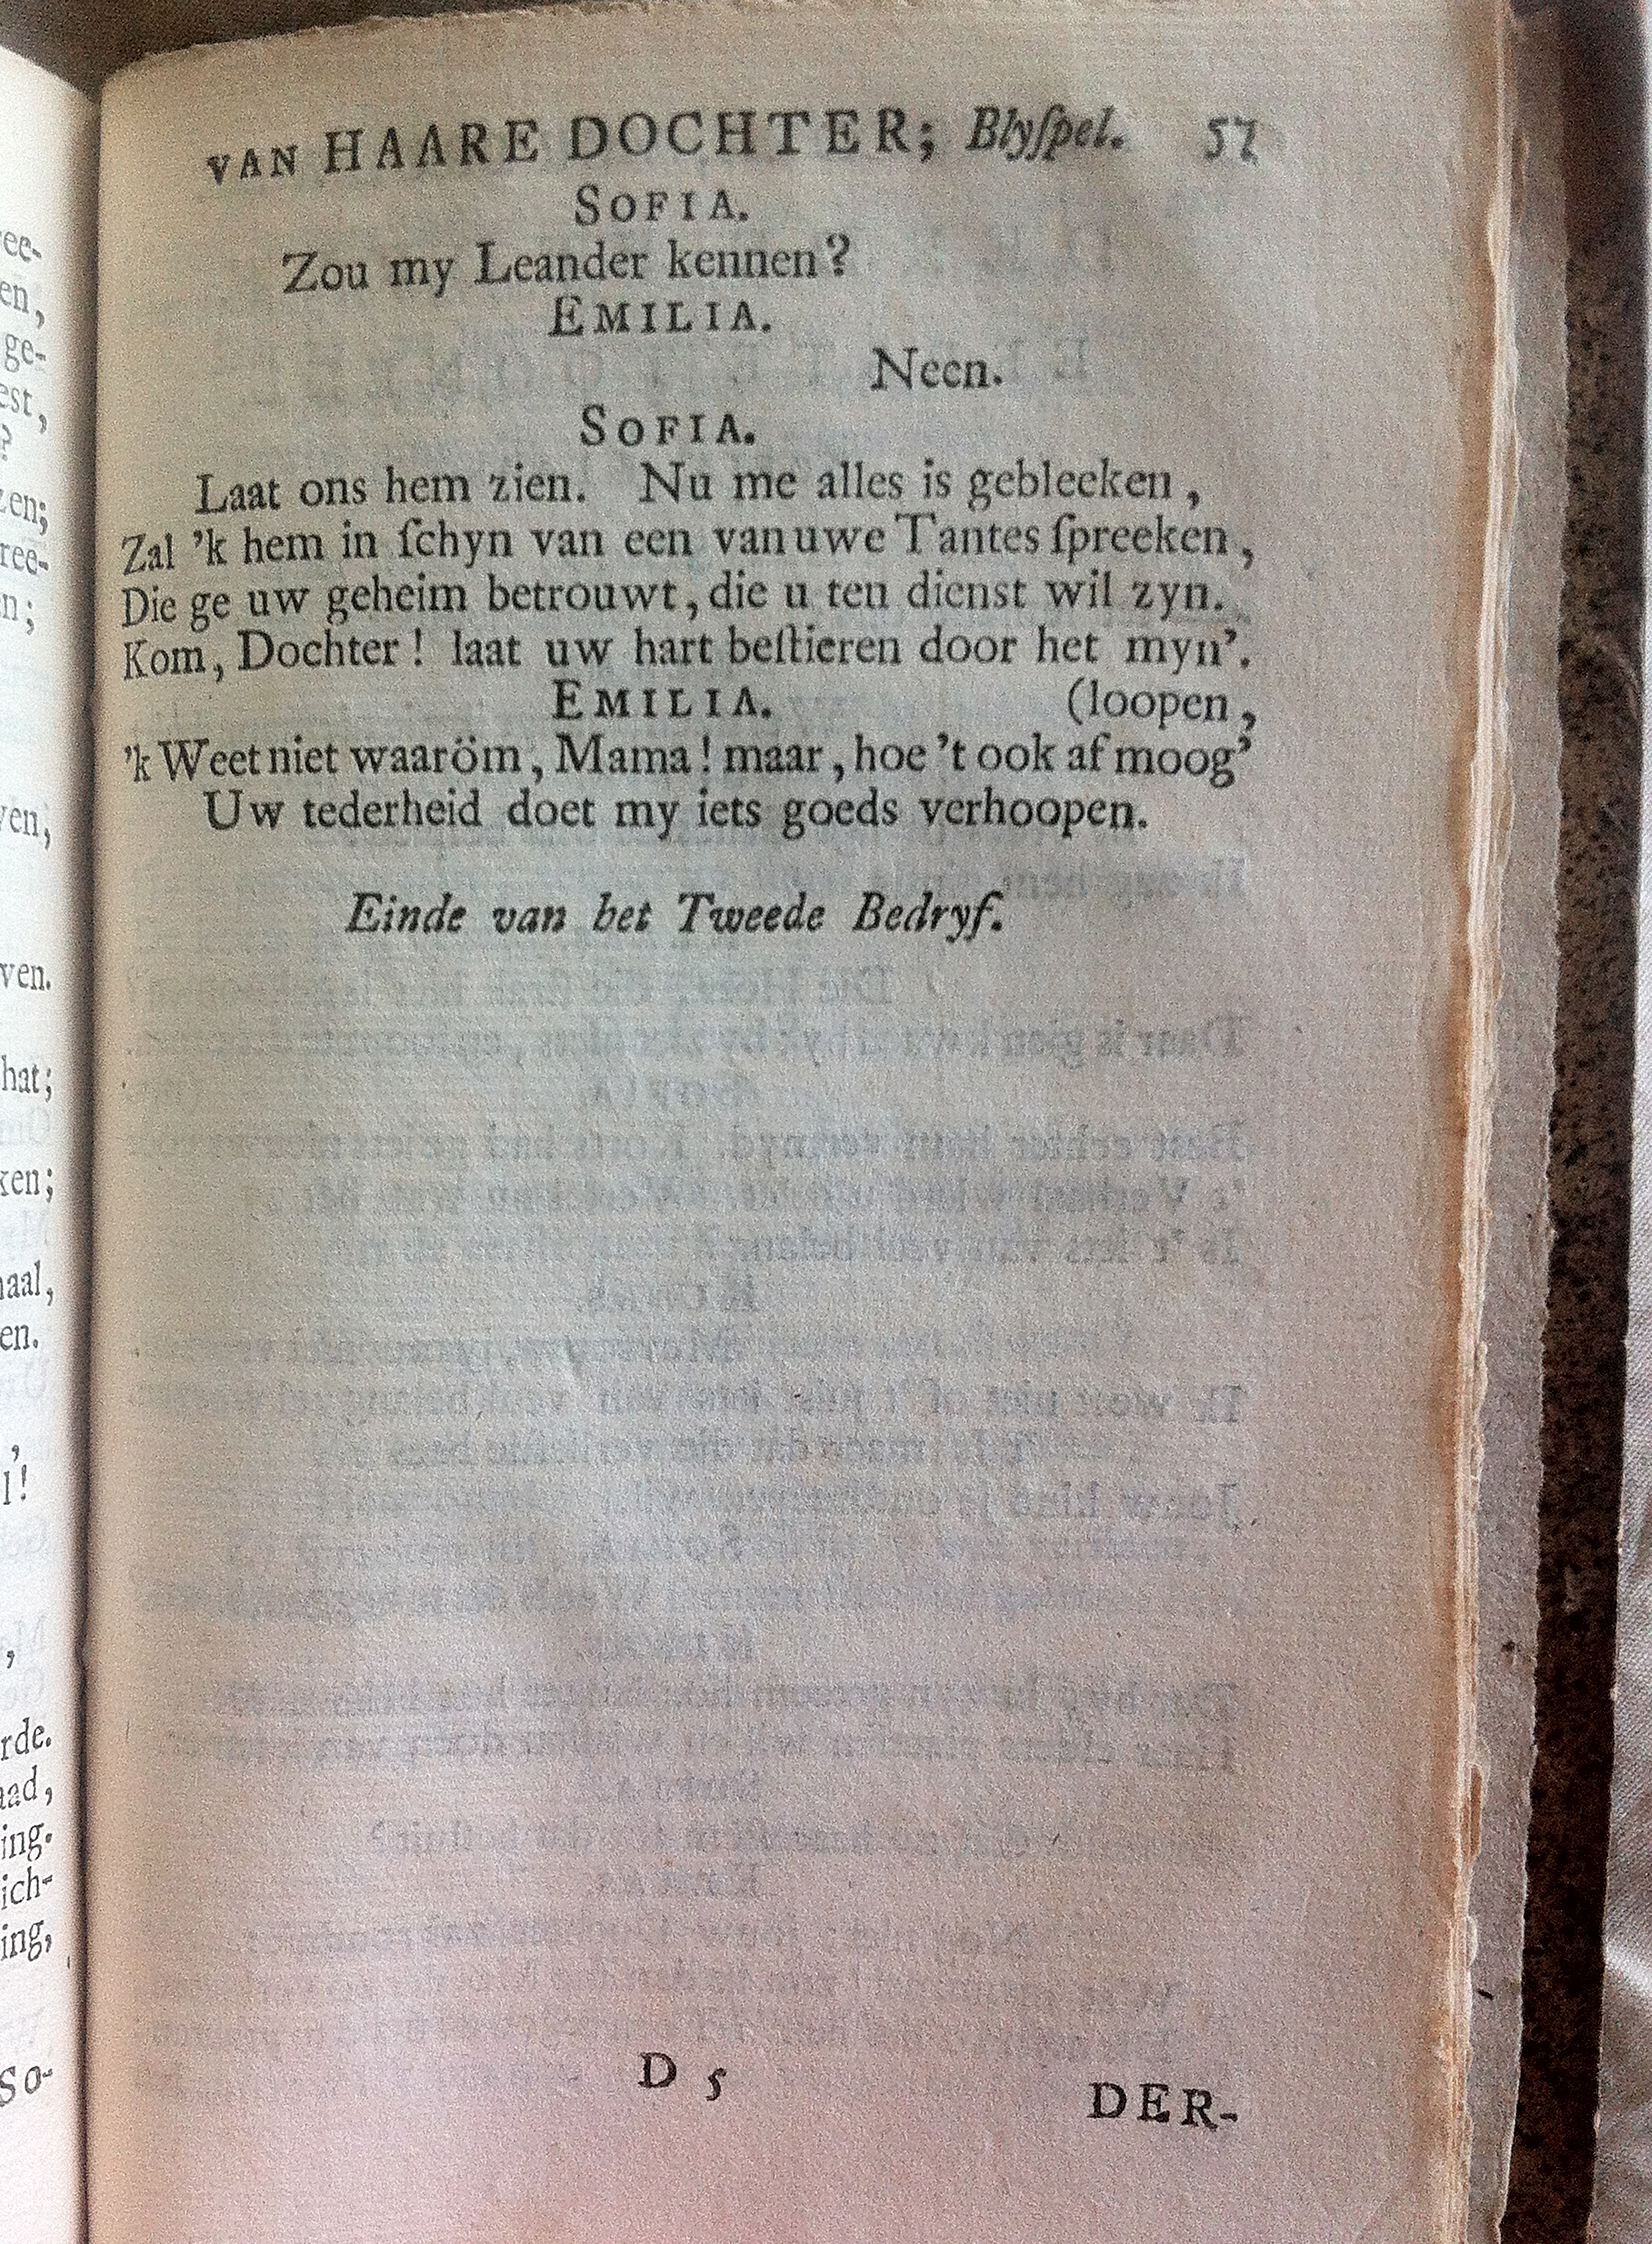 VAN HAARE DOCHTER; Blyſpel. 57
SOFIA.
Zou my Leander kennen?
EMILIA.
Neen.
SOFIA.
Laat ons hem zien. Nu me alles is gebleeken,
Zal 'k hem in ſchyn van een van uwe Tantes ſpreeken,
Die ge uw geheim betrouwt, die u ten dienst wil zyn.
Kom, Dochter! laat uw hart beſtieren door het myn'.
EMILIA. (loopen,
'k Weet niet waaröm, Mama! maar, hoe 't ook af moog'
Uw tederheid doet my iets goeds verhoopen.
Einde van het Tweede Bedryf.
D 5
DER-